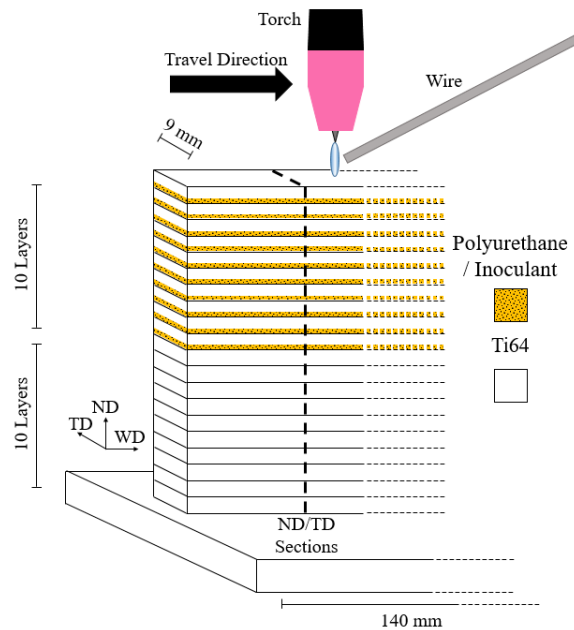 Torch
Travel Direction
Wire
9 mm
10 Layers
Polyurethane
/ Inoculant
Ti64
10 Layers
ND
TD
WD
ND/TD
Sections
140 mm